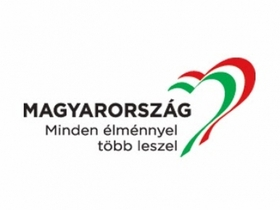 MAGYARORSZÁG
Minden élménnyel
több leszel